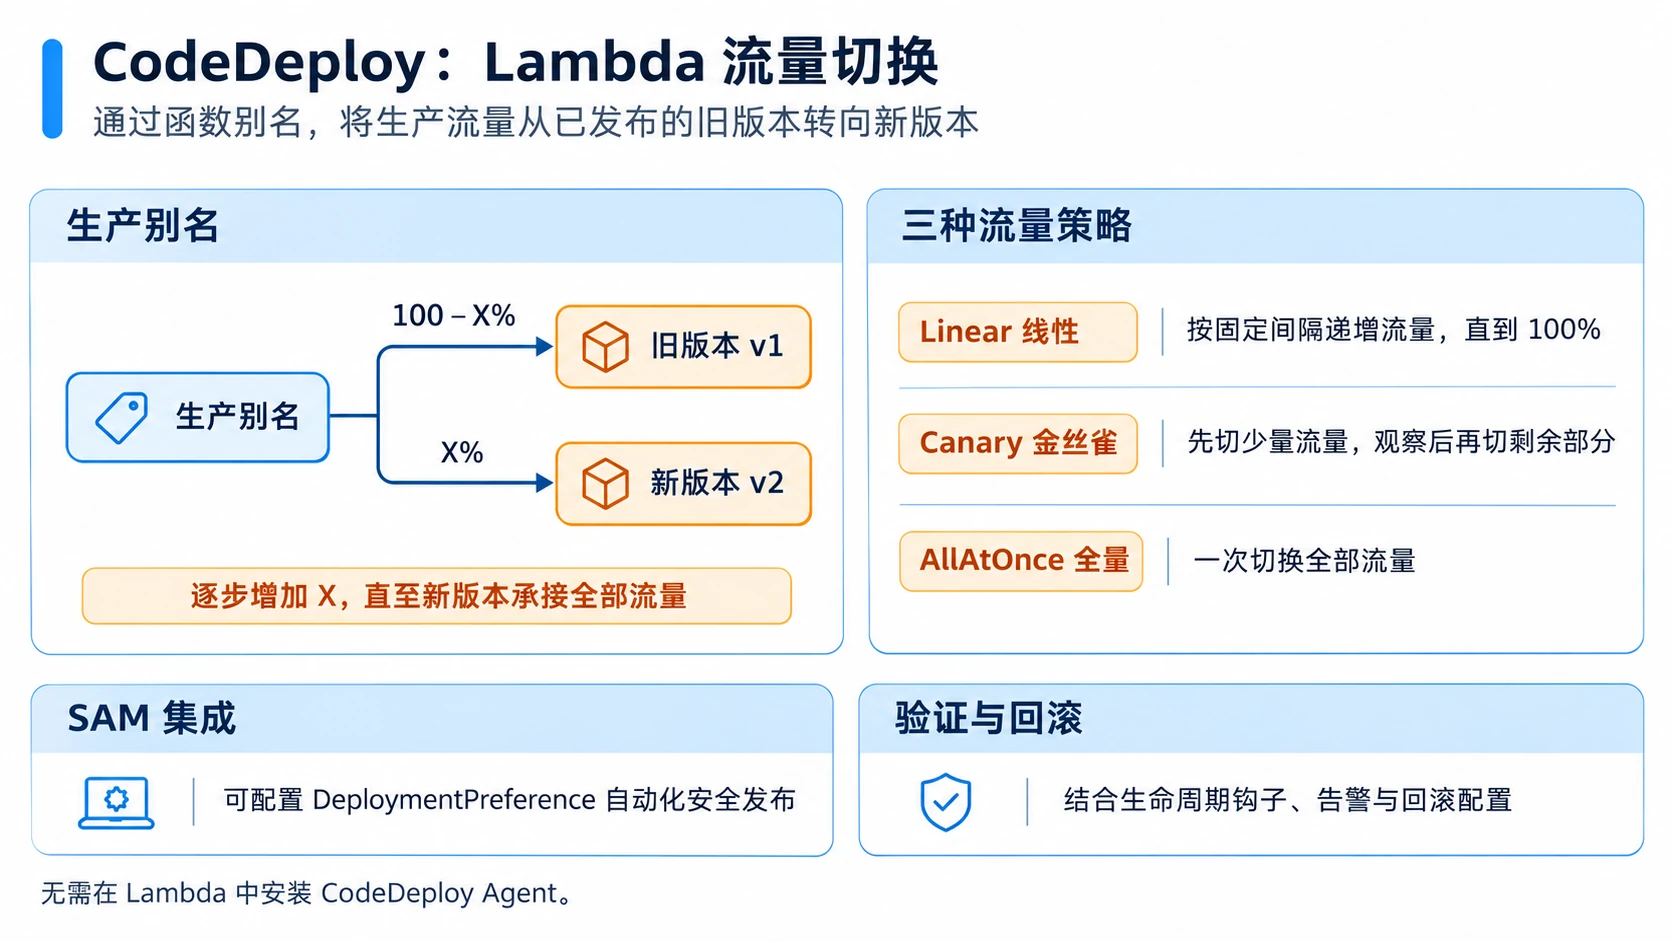 CodeDeploy：Lambda 流量切换
通过函数别名，将生产流量从已发布的旧版本转向新版本
生产别名
100 – X%
旧版本 v1
生产别名
X%
新版本 v2
逐步增加 X，直至新版本承接全部流量
三种流量策略
Linear 线性
按固定间隔递增流量，直到 100%
Canary 金丝雀
先切少量流量，观察后再切剩余部分
AllAtOnce 全量
一次切换全部流量
SAM 集成
可配置 DeploymentPreference 自动化安全发布
验证与回滚
结合生命周期钩子、告警与回滚配置
无需在 Lambda 中安装 CodeDeploy Agent。